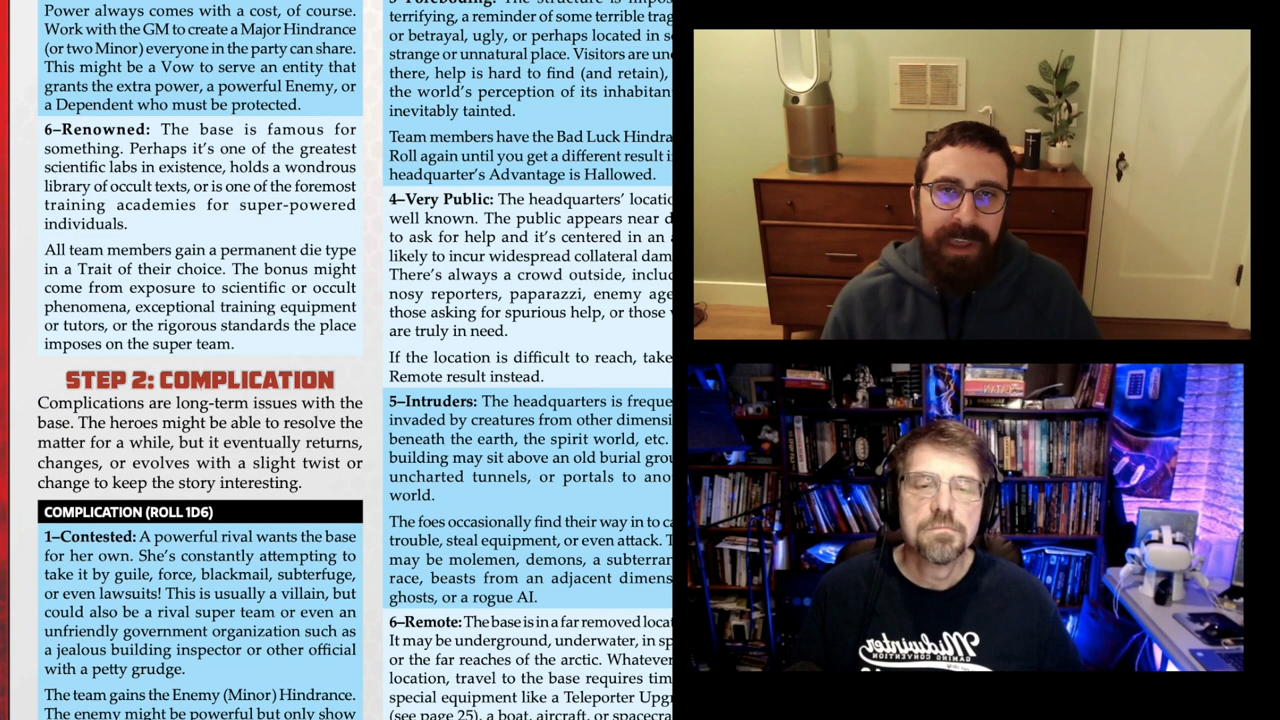 Power always comes with a cost, of course.
Work with the GM to create a Major Hindrance
(or two Minor) everyone in the party can share.
This might be a Vow to serve an entity that
grants the extra power, a powerful Enemy, or
a Dependent who must be protected.
6–Renowned: The base is famous for
something. Perhaps it's one of the greatest
scientific labs in existence, holds a wondrous
library of occult texts, or is one of the foremost
training academies for super-powered
individuals.
All team members gain a permanent die type
in a Trait of their choice. The bonus might
come from exposure to scientific or occult
phenomena, exceptional training equipment
or tutors, or the rigorous standards the place
imposes on the super team.
STEP 2: COMPLICATION
Complications are long-term issues with the
base. The heroes might be able to resolve the
matter for a while, but it eventually returns,
changes, or evolves with a slight twist or
change to keep the story interesting.
COMPLICATION (ROLL 1D6)
1–Contested: A powerful rival wants the base
for her own. She's constantly attempting to
take it by guile, force, blackmail, subterfuge,
or even lawsuits! This is usually a villain, but
could also be a rival super team or even an
unfriendly government organization such as
a jealous building inspector or other official
with a petty grudge.
The team gains the Enemy (Minor) Hindrance.
The enemy might be powerful but only show
3–Foreboding: The structure is
terrifying, a reminder of some terrible
or betrayal, ugly, or perhaps located in
strange or unnatural place. Visitors are
there, help is hard to find (and retain),
the world's perception of its
inevitably tainted.
Team members have the Bad Luck
Roll again until you get a different result
headquarter's Advantage is Hallowed.
4–Very Public: The headquarters'
well known. The public appears near
to ask for help and it's centered in an
likely to incur widespread collateral
There's always a crowd outside,
nosy reporters, paparazzi, enemy
those asking for spurious help, or those
are truly in need.
If the location is difficult to reach, take
Remote result instead.
5–Intruders: The headquarters is
invaded by creatures from other
beneath the earth, the spirit world, etc.
building may sit above an old burial
uncharted tunnels, or portals to
world.
The foes occasionally find their way in to
trouble, steal equipment, or even attack.
may be molemen, demons, a
race, beasts from an adjacent
ghosts, or a rogue AI.
6–Remote: The base is in a far removed
It may be underground, underwater, in
or the far reaches of the arctic. Whatever
location, travel to the base requires
special equipment like a Teleporter
(see page 25), a boat, aircraft, or
Midwinter
GAMING CONVENTION